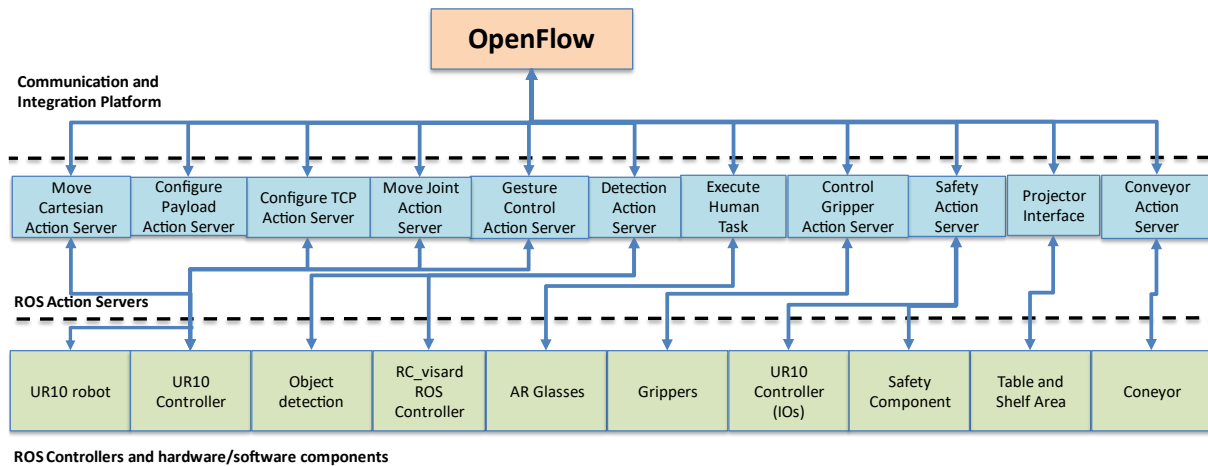 OpenFlow
Communication and
Integration Platform
Move
Cartesian
Action Server
Configure
Payload
Action Server
Configure TCP
Action Server
Move Joint
Action
Server
Gesture
Control
Action Server
Detection
Action
Server
Execute
Human
Task
Control
Gripper
Action Server
Safety
Action
Server
Projector
Interface
Conveyor
Action
Server
ROS Action Servers
UR10 robot
UR10
Controller
Object
detection
RC_visard
ROS
Controller
AR Glasses
Grippers
UR10
Controller
(IOs)
Safety
Component
Table and
Shelf Area
Coneyor
ROS Controllers and hardware/software components